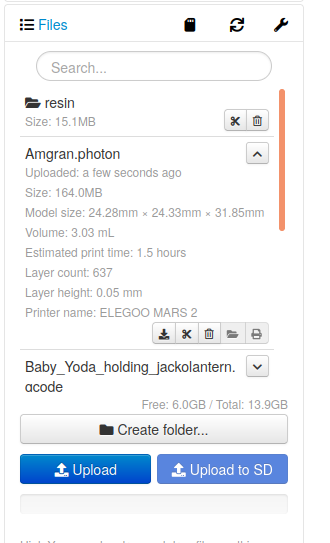 Files
Search...
resin
Size: 15.1MB
Amgran.photon
Uploaded: a few seconds ago
Size: 164.0MB
Model size: 24.28mm × 24.33mm × 31.85mm
Volume: 3.03 mL
Estimated print time: 1.5 hours
Layer count: 637
Layer height: 0.05 mm
Printer name: ELEGOO MARS 2
Baby_Yoda_holding_jackolantern.
gcode
Free: 6.0GB / Total: 13.9GB
Create folder...
Upload
Upload to SD